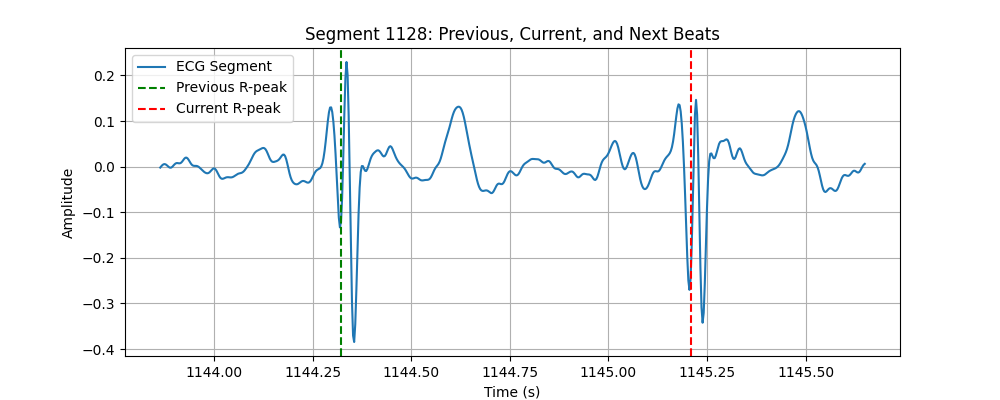 Segment 1128: Previous, Current, and Next Beats
ECG Segment
Previous R-peak
Current R-peak
Amplitude
0.2
0.1
0.0
−0.1
−0.2
−0.3
−0.4
1144.00 1144.25 1144.50 1144.75 1145.00 1145.25 1145.50
Time (s)